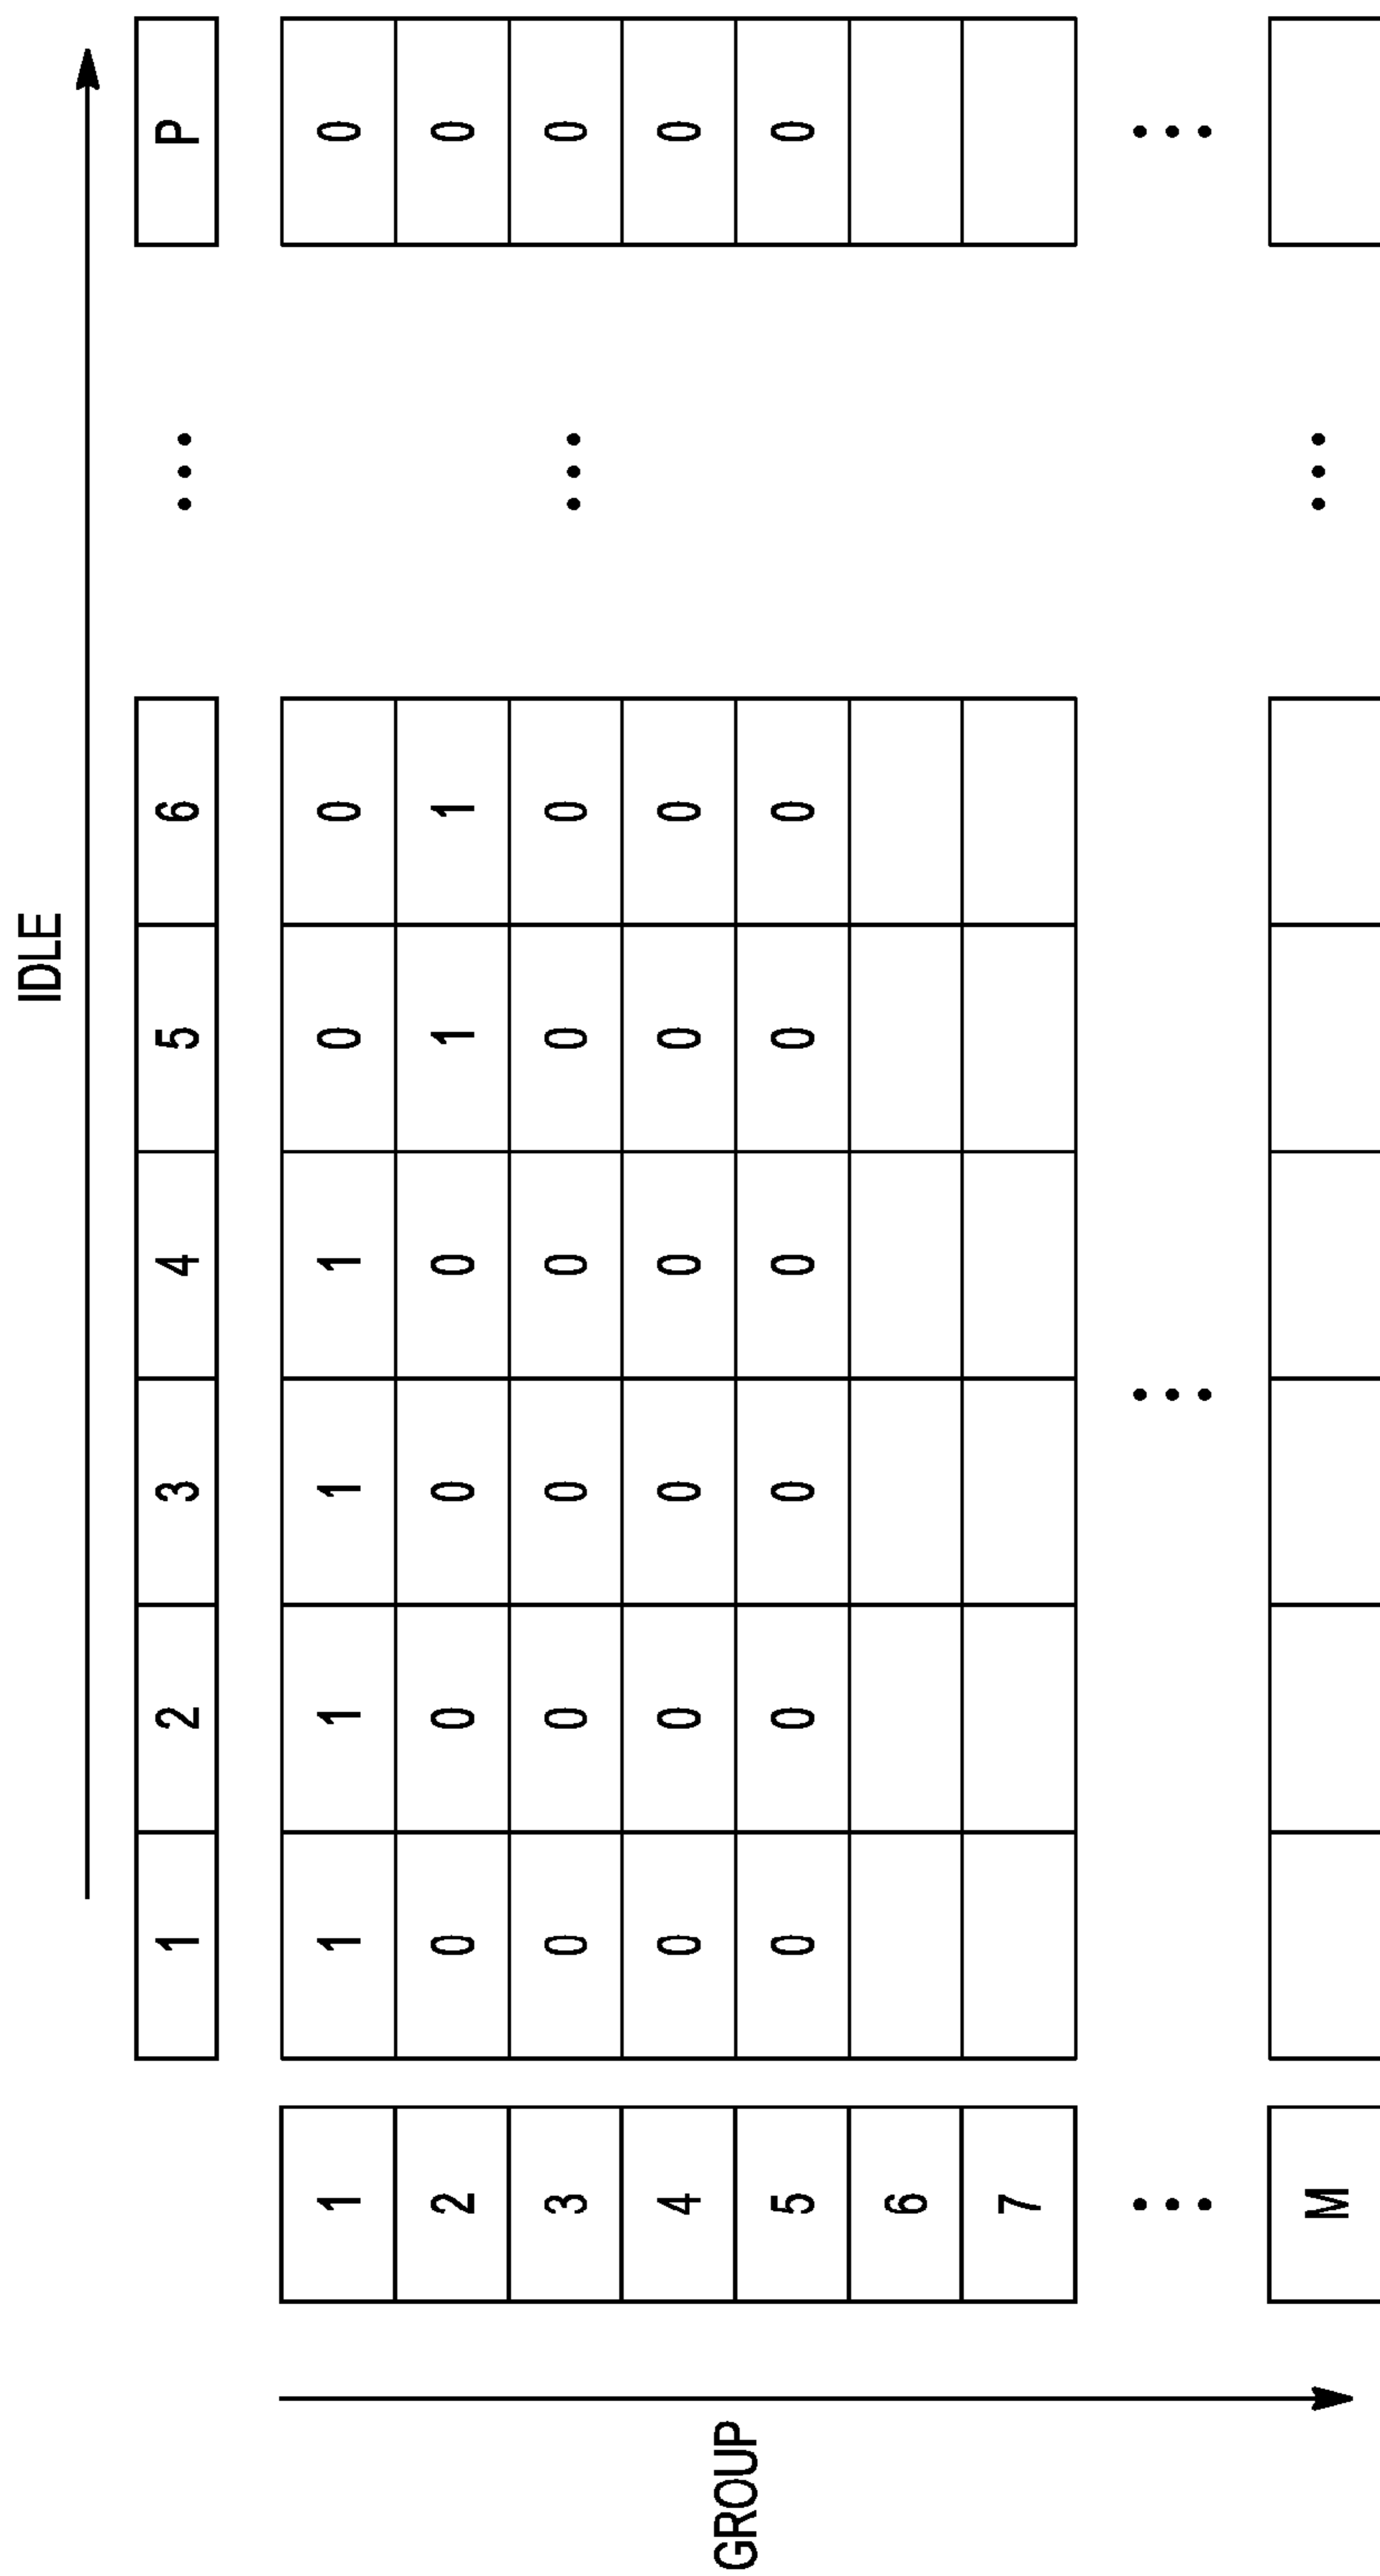 IDLE
1 2 3 4 5 6 ... P
1 1 1 1 1 0 0 0
2 0 0 0 0 1 1 0
3 0 0 0 0 0 0 ... 0
4 0 0 0 0 0 0 0
GROUP
5 0 0 0 0 0 0 0
6
7
M